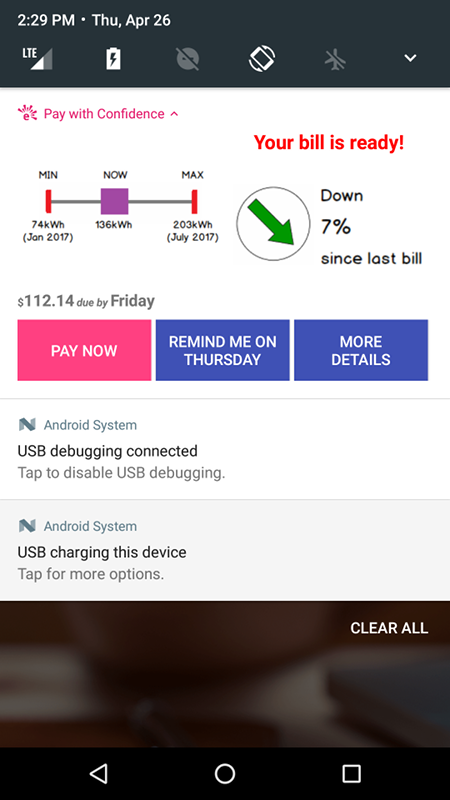 2:29 PM • Thu, Apr 26
LTE
Pay with Confidence
Your bill is ready!
MIN NOW MAX
74kWh 136kWh 203kWh
(Jan 2017) (July 2017)
Down
7%
since last bill
$112.14 due by Friday
PAY NOW
REMIND ME ON
THURSDAY
MORE
DETAILS
Android System
USB debugging connected
Tap to disable USB debugging.
Android System
USB charging this device
Tap for more options.
CLEAR ALL